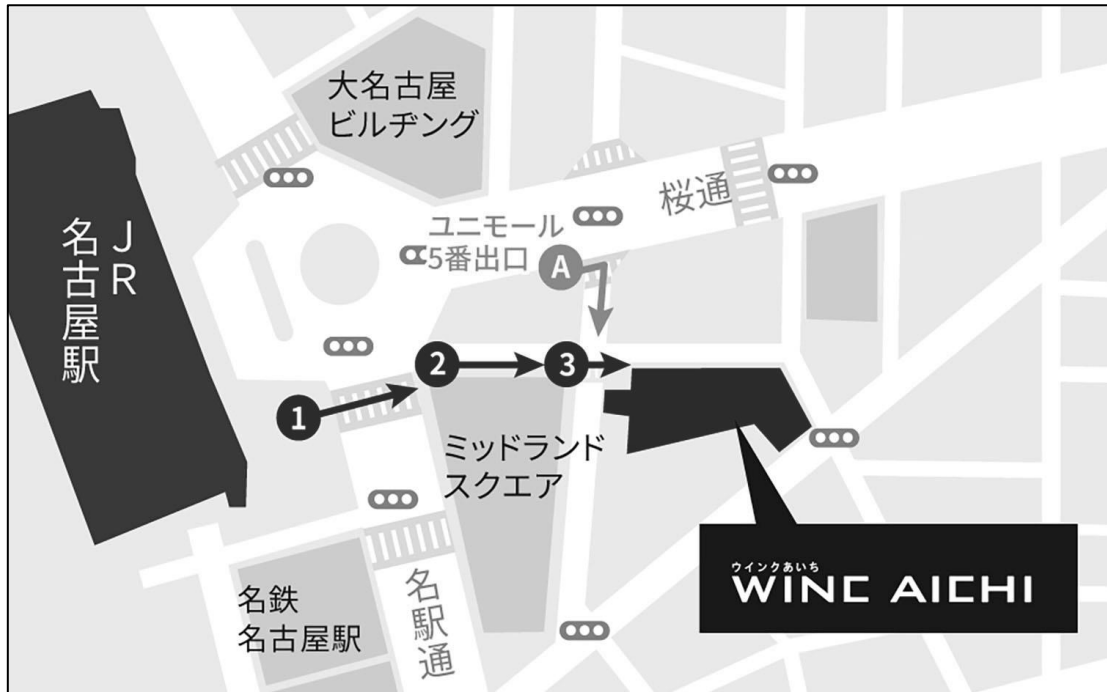 大名古屋
ビルヂング
桜通
ユニモール
5番出口
A
JR
名古屋駅
1
2
3
ミッドランド
スクエア
名鉄
名古屋駅
名駅通
ウインクあいち
WINC AICHI